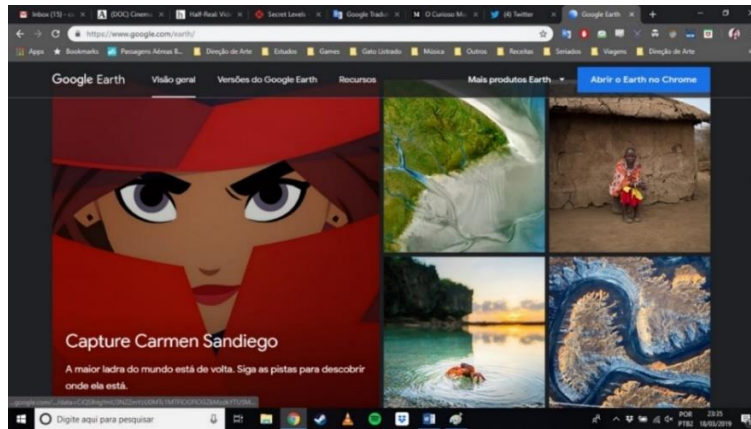 Inbox (15) - cu
(DOC) Cinema
Half-Real: Vide
Secret Levels
Google Tradu
O Curioso Mu
(4) Twitter
Google Earth
https://www.google.com/earth/
Apps
Bookmarks
Passagens Aéreas B...
Direção de Arte
Estudos
Games
Gato Listrado
Música
Outros
Receitas
Seriados
Viagens
Direção de Arte
Google Earth
Visão geral
Versões do Google Earth
Recursos
Mais produtos Earth
Abrir o Earth no Chrome
Capture Carmen Sandiego
A maior ladra do mundo está de volta. Siga as pistas para descobrir
onde ela está.
Digite aqui para pesquisar
POR
PTB2
23:35
18/03/2019